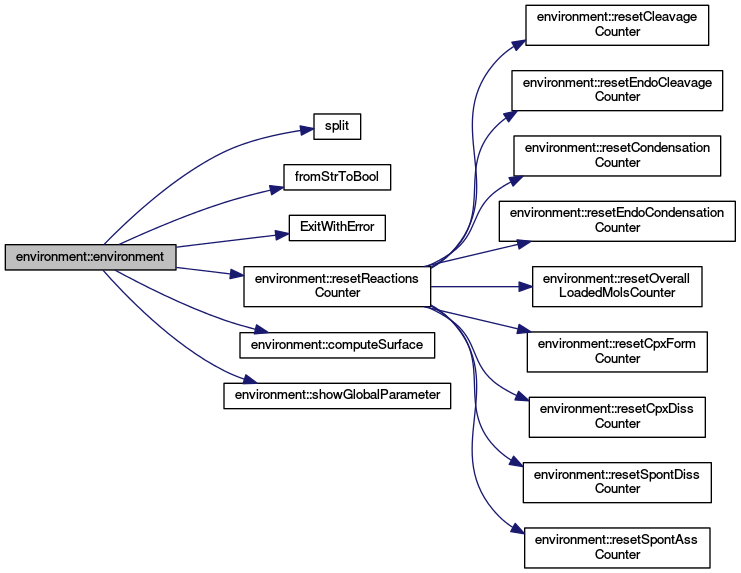 environment::environment
split
fromStrToBool
ExitWithError
environment::resetReactions
Counter
environment::computeSurface
environment::showGlobalParameter
environment::resetCleavage
Counter
environment::resetEndoCleavage
Counter
environment::resetCondensation
Counter
environment::resetEndoCondensation
Counter
environment::resetOverall
LoadedMolsCounter
environment::resetCpxForm
Counter
environment::resetCpxDiss
Counter
environment::resetSpontDiss
Counter
environment::resetSpontAss
Counter